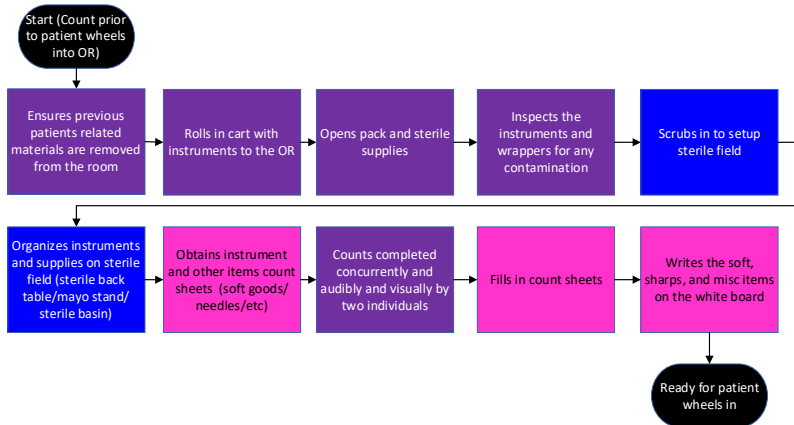 Start (Count prior
to patient wheels
into OR)
Ensures previous
patients related
materials are removed
from the room
Rolls in cart with
instruments to the OR
Opens pack and sterile
supplies
Inspects the
instruments and
wrappers for any
contamination
Scrubs in to setup
sterile field
Organizes instruments
and supplies on sterile
field (sterile back
table/mayo stand/
sterile basin)
Obtains instrument
and other items count
sheets (soft goods/
needles/etc)
Counts completed
concurrently and
audibly and visually by
two individuals
Fills in count sheets
Writes the soft,
sharps, and misc items
on the white board
Ready for patient
wheels in